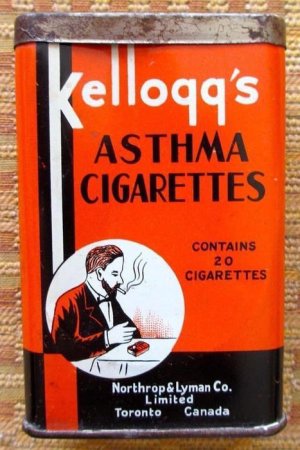 Kellogg's
ASTHMA
CIGARETTES
CONTAINS
20
CIGARETTES
Northrop & Lyman Co.
Limited
Toronto Canada